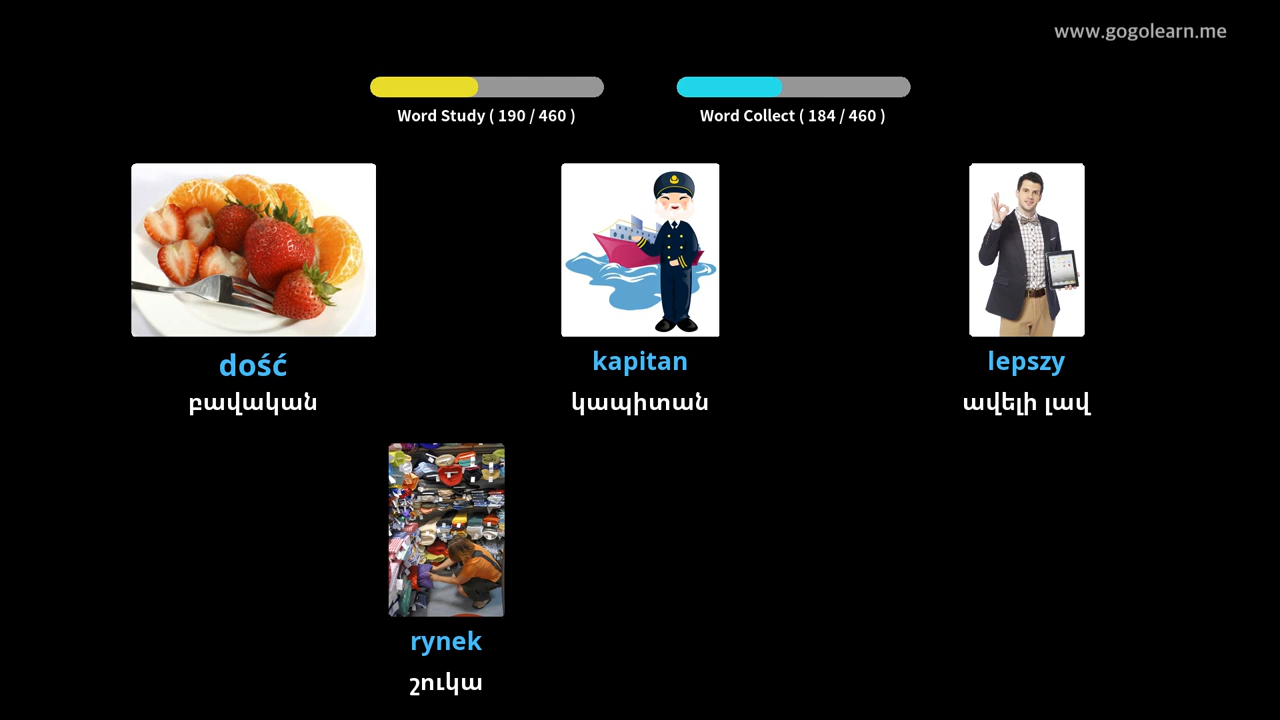 www.gogolearn.me
Word Study ( 190 / 460 )
Word Collect ( 184 / 460 )
dość
kapitan
lepszy
բավական
կապիտան
ավելի լավ
rynek
շուկա